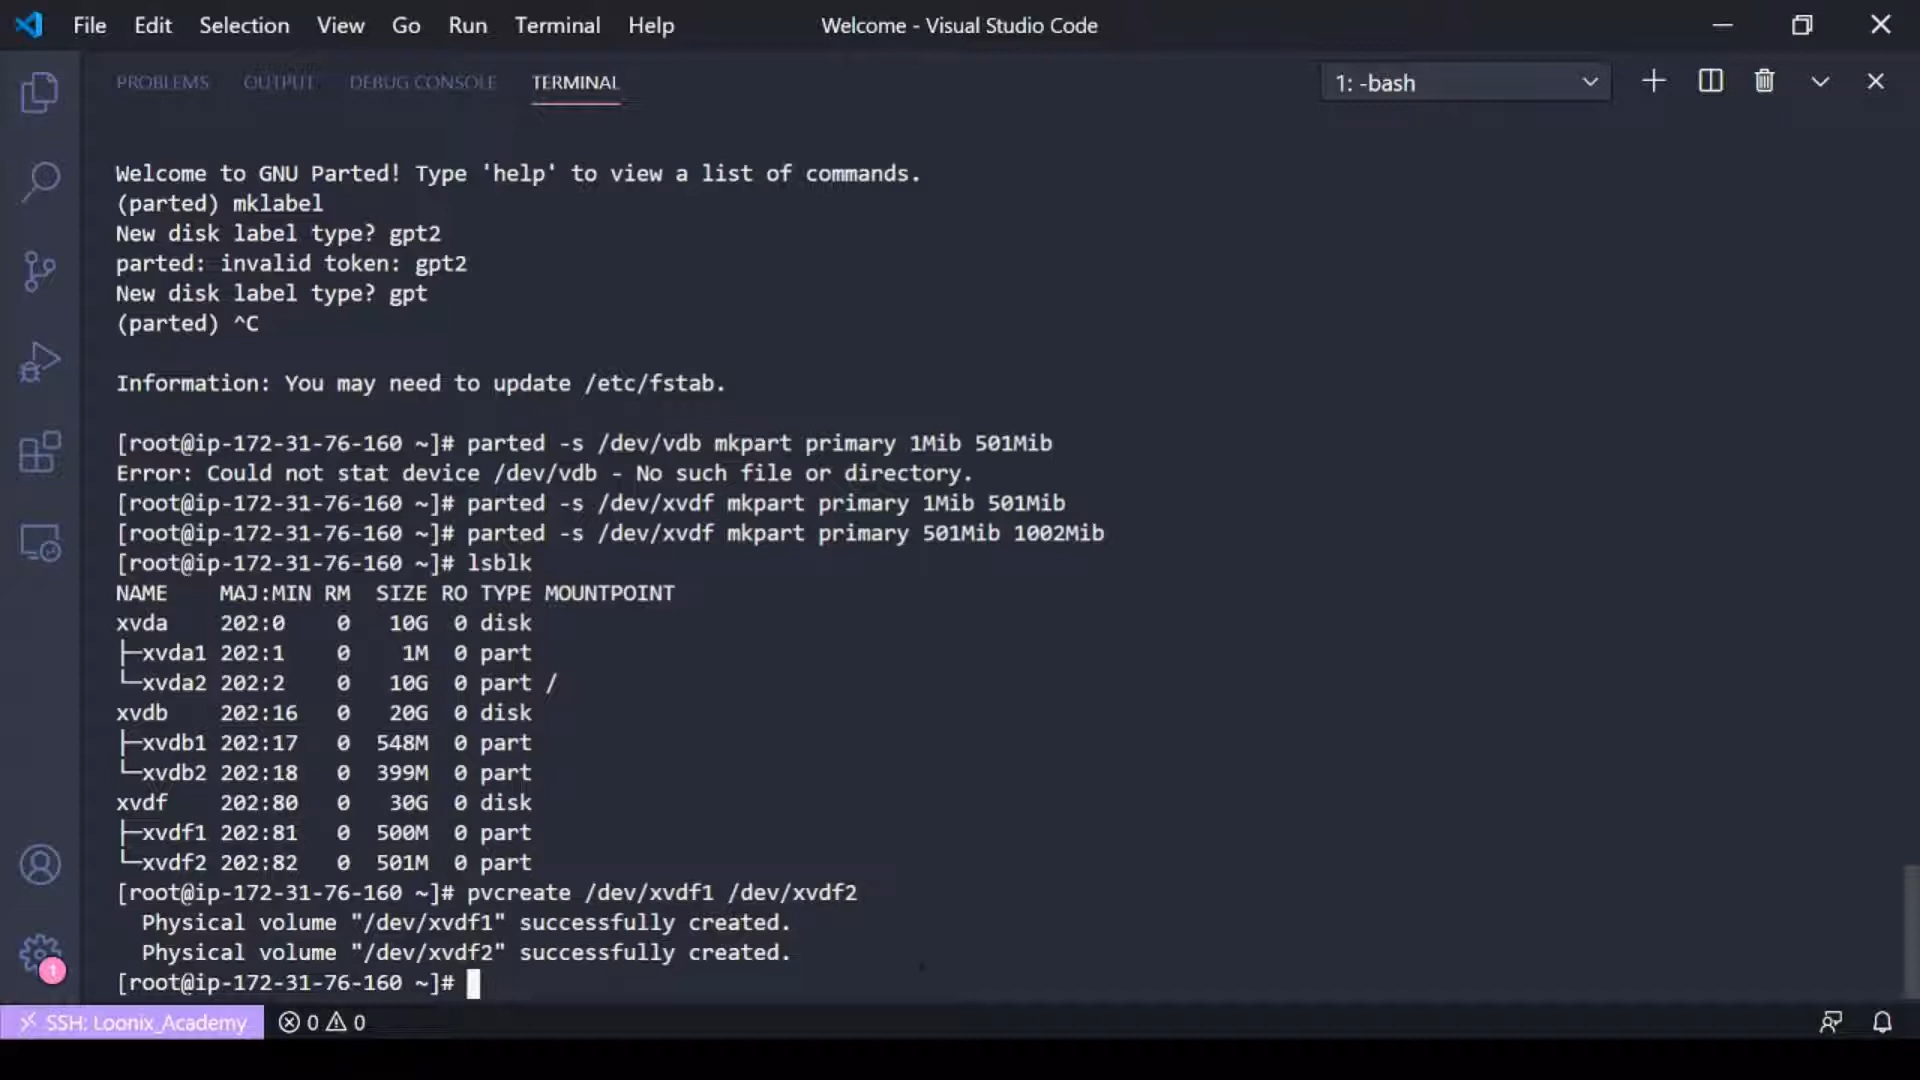 File Edit Selection View Go Run Terminal Help Welcome - Visual Studio Code
PROBLEMS OUTPUT DEBUG CONSOLE TERMINAL 1: -bash
Welcome to GNU Parted! Type 'help' to view a list of commands.
(parted) mklabel
New disk label type? gpt2
parted: invalid token: gpt2
New disk label type? gpt
(parted) ^C
Information: You may need to update /etc/fstab.
[root@ip-172-31-76-160 ~]# parted -s /dev/vdb mkpart primary 1Mib 501Mib
Error: Could not stat device /dev/vdb - No such file or directory.
[root@ip-172-31-76-160 ~]# parted -s /dev/xvdf mkpart primary 1Mib 501Mib
[root@ip-172-31-76-160 ~]# parted -s /dev/xvdf mkpart primary 501Mib 1002Mib
[root@ip-172-31-76-160 ~]# lsblk
NAME MAJ:MIN RM SIZE RO TYPE MOUNTPOINT
xvda 202:0 0 10G 0 disk
├─xvda1 202:1 0 1M 0 part
└─xvda2 202:2 0 10G 0 part /
xvdb 202:16 0 20G 0 disk
├─xvdb1 202:17 0 548M 0 part
└─xvdb2 202:18 0 399M 0 part
xvdf 202:80 0 30G 0 disk
├─xvdf1 202:81 0 500M 0 part
└─xvdf2 202:82 0 501M 0 part
[root@ip-172-31-76-160 ~]# pvcreate /dev/xvdf1 /dev/xvdf2
Physical volume "/dev/xvdf1" successfully created.
Physical volume "/dev/xvdf2" successfully created.
[root@ip-172-31-76-160 ~]#
1
SSH: Loonix_Academy 0 0